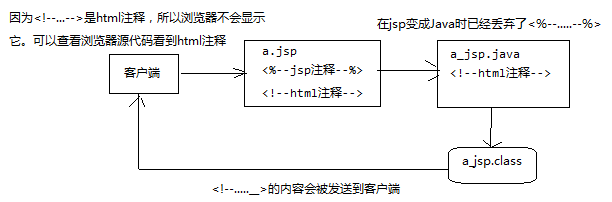 因为<!--...-->是html注释，所以浏览器不会显示
它。可以查看浏览器源代码看到html注释
在jsp变成Java时已经丢弃了<%--.....--%>
客户端
a.jsp
<%--jsp注释--%>
<!--html注释-->
a_jsp.java
<!--html注释-->
a_jsp.class
<!--.....__>的内容会被发送到客户端